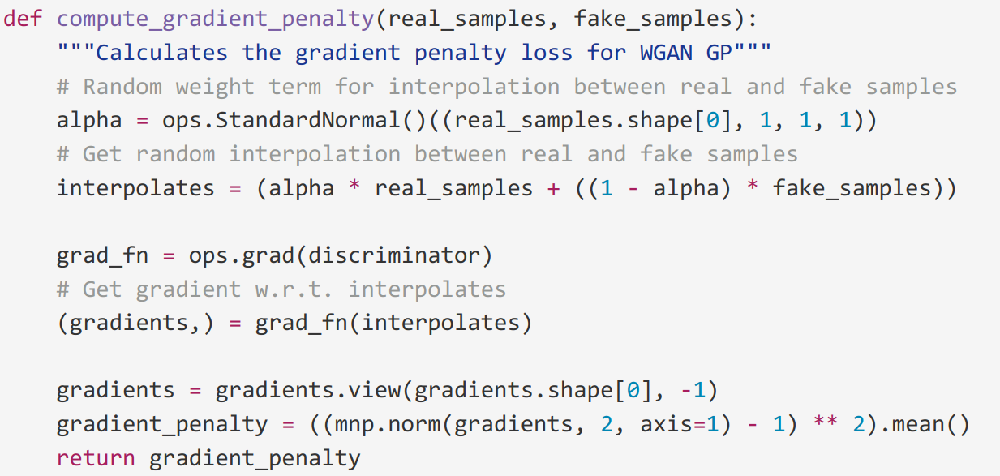 def compute_gradient_penalty(real_samples, fake_samples):
    """Calculates the gradient penalty loss for WGAN GP"""
    # Random weight term for interpolation between real and fake samples
    alpha = ops.StandardNormal()((real_samples.shape[0], 1, 1, 1))
    # Get random interpolation between real and fake samples
    interpolates = (alpha * real_samples + ((1 - alpha) * fake_samples))

    grad_fn = ops.grad(discriminator)
    # Get gradient w.r.t. interpolates
    (gradients,) = grad_fn(interpolates)

    gradients = gradients.view(gradients.shape[0], -1)
    gradient_penalty = ((mnp.norm(gradients, 2, axis=1) - 1) ** 2).mean()
    return gradient_penalty